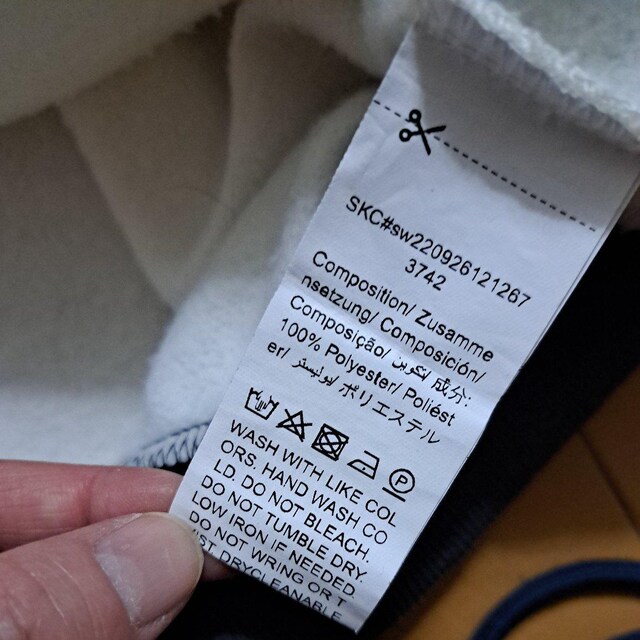 SKC#sw220926121267
3742
Composition/ Zusamme
nsetzung/ Composición/
Composição/ تكوين/ 成分:
100% Polyester/ Poliést
er/ بوليستر/ ポリエステル
P
WASH WITH LIKE COL
ORS. HAND WASH CO
LD. DO NOT BLEACH.
DO NOT TUMBLE DRY.
LOW IRON IF NEEDED.
DO NOT WRING OR T
IST. DRYCLEANABLE